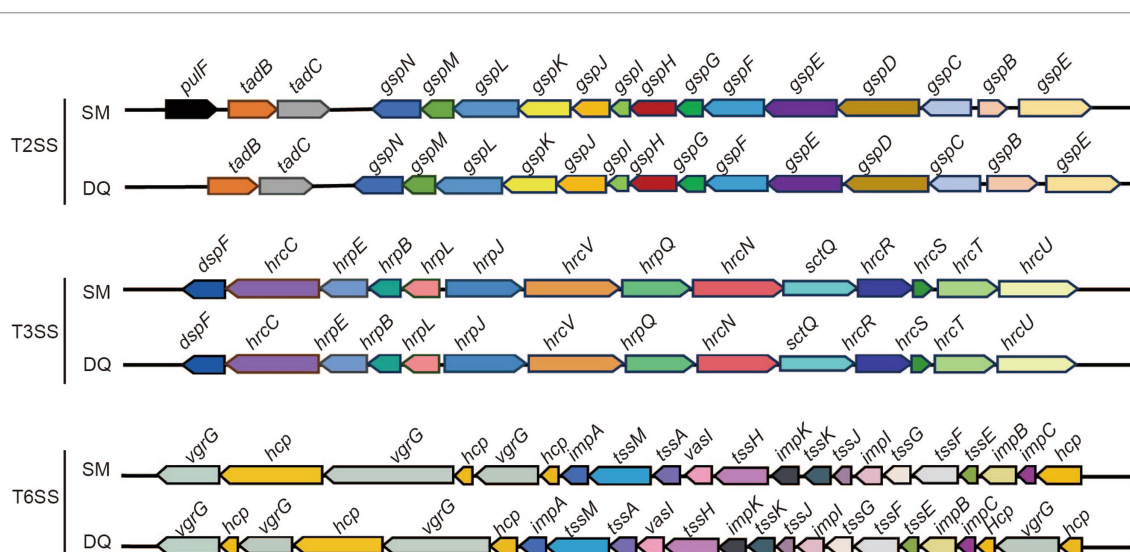 pulF tadB tadC gspN gspM gspL gspK gspJ gspI gspH gspG gspF gspE gspD gspC gspB gspE
SM
T2SS
tadB tadC gspN gspM gspL gspK gspJ gspI gspH gspG gspF gspE gspD gspC gspB gspE
DQ
dspF hrcC hrpE hrpB hrpL hrpJ hrcV hrpQ hrcN sctQ hrcR hrcS hrcT hrcU
SM
T3SS
dspF hrcC hrpE hrpB hrpL hrpJ hrcV hrpQ hrcN sctQ hrcR hrcS hrcT hrcU
DQ
vgrG hcp vgrG hcp vgrG hcp impA tssM tssA vasI tssH impK tssK tssJ impI tssG tssF tssE impB impC hcp
SM
T6SS
vgrG hcp vgrG hcp vgrG hcp impA tssM tssA vasI tssH impK tssK tssJ impI tssG tssF tssE impB impC Hcp vgrG hcp
DQ